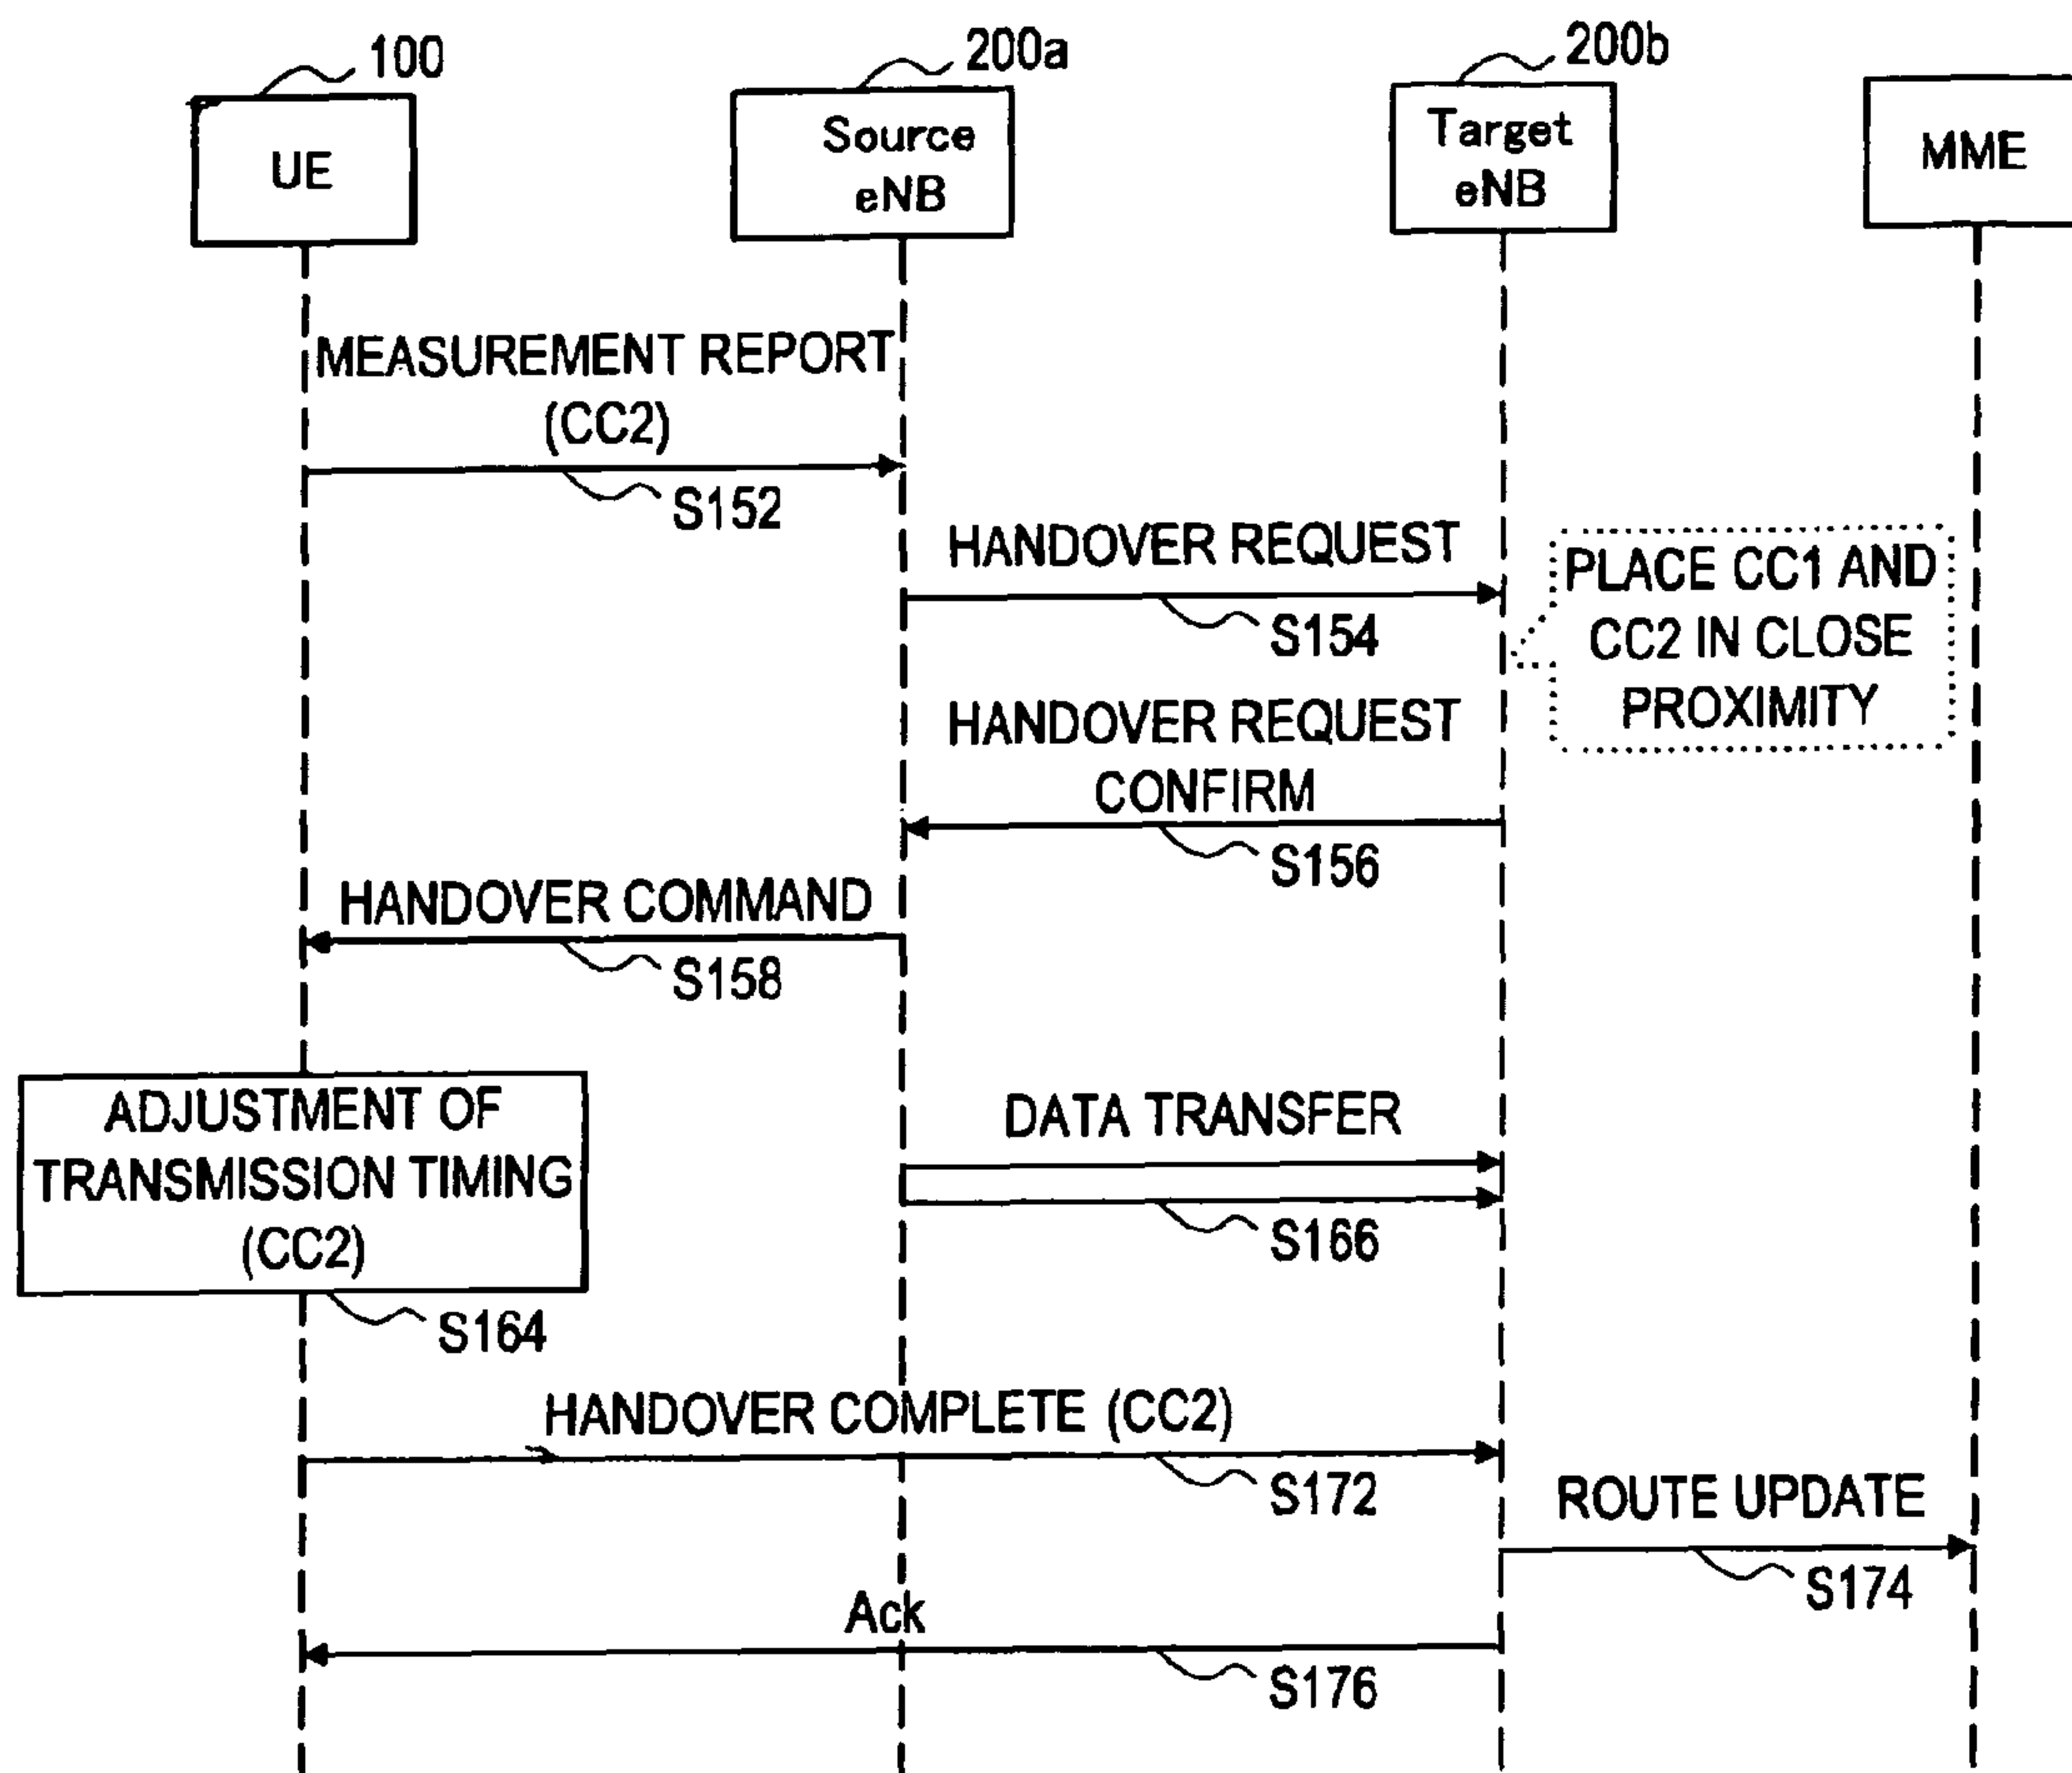 100
200a
200b
UE
Source
eNB
Target
eNB
MME
MEASUREMENT REPORT
(CC2)
S152
HANDOVER REQUEST
S154
PLACE CC1 AND
CC2 IN CLOSE
PROXIMITY
HANDOVER REQUEST
CONFIRM
S156
HANDOVER COMMAND
S158
ADJUSTMENT OF
TRANSMISSION TIMING
(CC2)
S164
DATA TRANSFER
S166
HANDOVER COMPLETE (CC2)
S172
ROUTE UPDATE
S174
Ack
S176